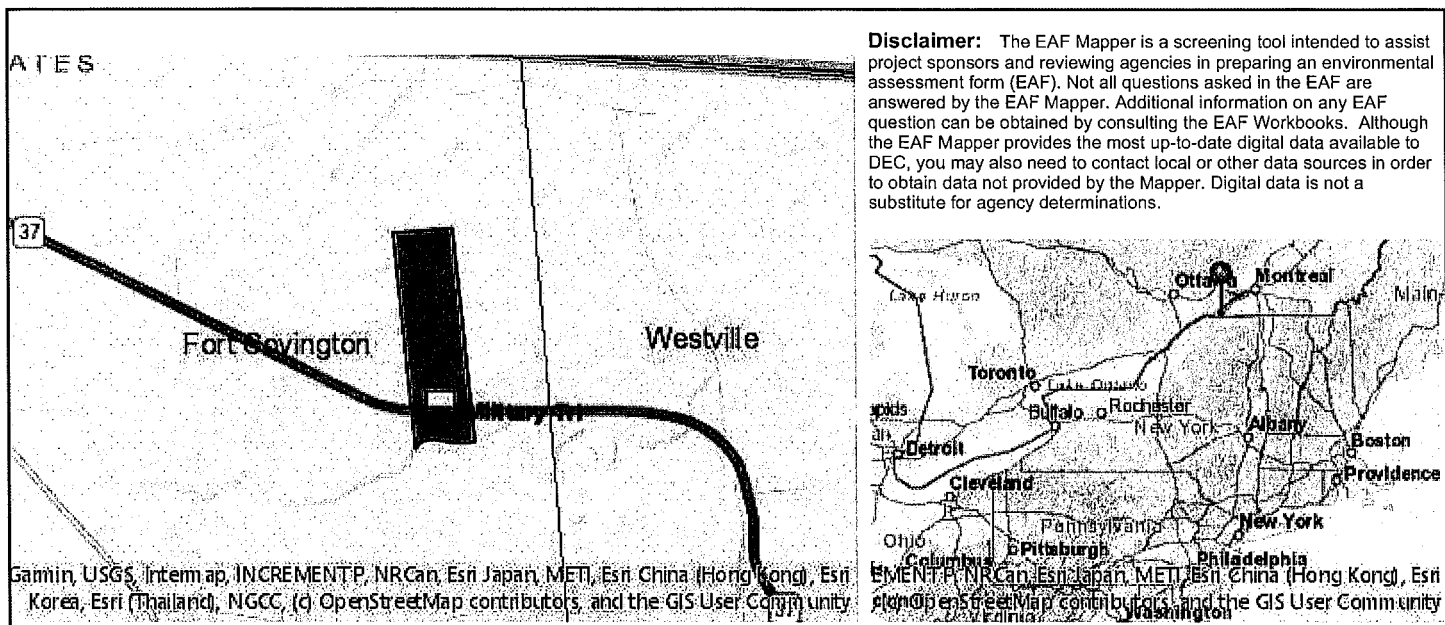 ATES
37
Fort Covington
Westville
Military Trl
Garmin, USGS, Intermap, INCREMENT P, NRCan, Esri Japan, METI, Esri China (Hong Kong), Esri
Korea, Esri (Thailand), NGCC, (c) OpenStreetMap contributors, and the GIS User Community
37
Disclaimer: The EAF Mapper is a screening tool intended to assist
project sponsors and reviewing agencies in preparing an environmental
assessment form (EAF). Not all questions asked in the EAF are
answered by the EAF Mapper. Additional information on any EAF
question can be obtained by consulting the EAF Workbooks. Although
the EAF Mapper provides the most up-to-date digital data available to
DEC, you may also need to contact local or other data sources in order
to obtain data not provided by the Mapper. Digital data is not a
substitute for agency determinations.
Ottawa
Montreal
Main
Lake Huron
Toronto
Lake Ontario
apids
Buffalo
Rochester
New York
Albany
Detroit
Boston
Providence
Cleveland
New York
Ohio
Pennsylvania
Pittsburgh
Philadelphia
Columbus
EMENT P, NRCan, Esri Japan, METI, Esri China (Hong Kong), Esri
OpenStreetMap contributors, and the GIS User Community
Washington